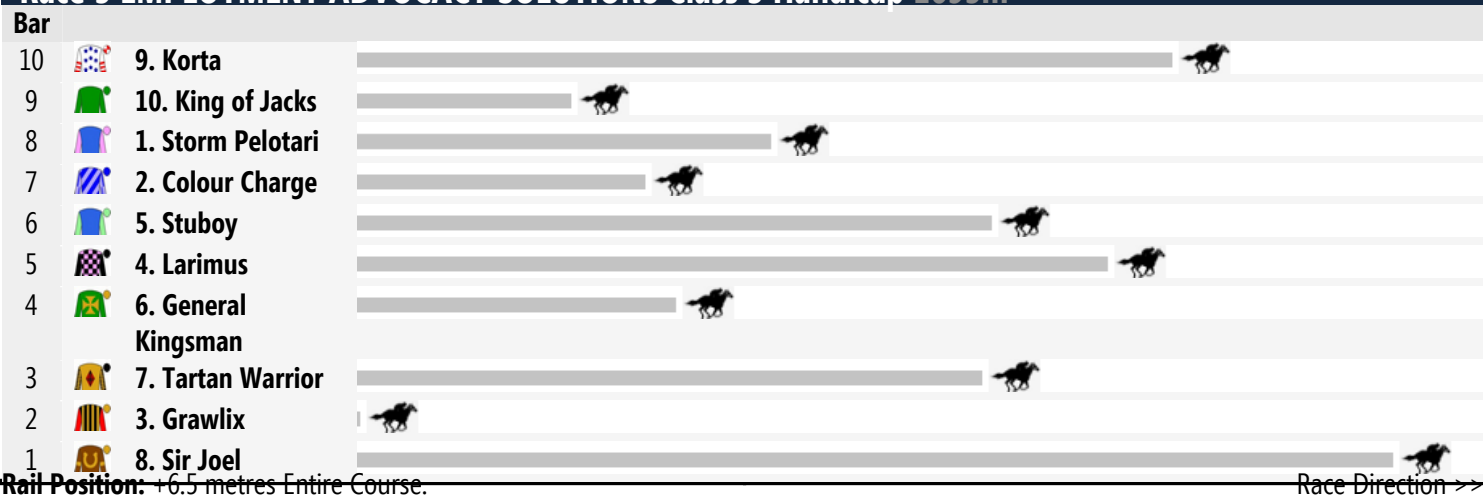 Bar
10 9. Korta
9 10. King of Jacks
8 1. Storm Pelotari
7 2. Colour Charge
6 5. Stuboy
5 4. Larimus
4 6. General
Kingsman
3 7. Tartan Warrior
2 3. Grawlix
1 8. Sir Joel
Rail Position: +6.5 metres Entire Course. Race Direction >>